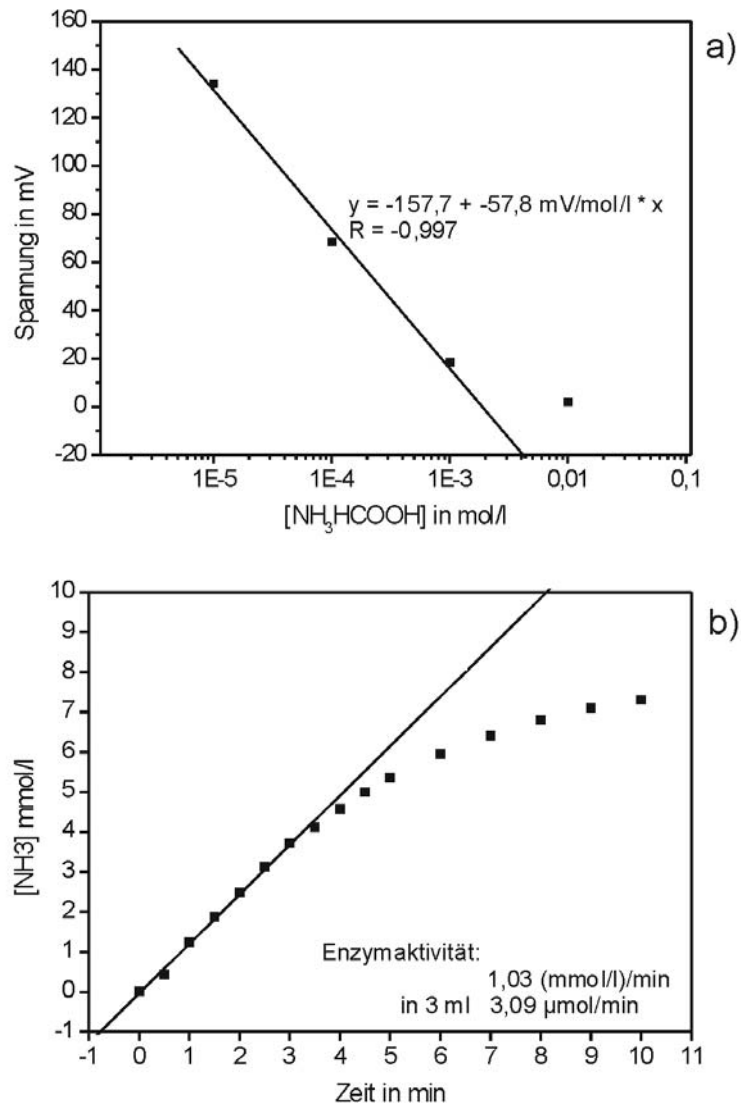 a)
160
140
120
100
80
60
40
20
0
-20
Spannung in mV
y = -157,7 + -57,8 mV/mol/l * x
R = -0,997
1E-5 1E-4 1E-3 0,01 0,1
[NH3HCOOH] in mol/l
b)
10
9
8
7
6
5
4
3
2
1
0
-1
[NH3] mmol/l
Enzymaktivität:
1,03 (mmol/l)/min
in 3 ml 3,09 µmol/min
-1 0 1 2 3 4 5 6 7 8 9 10 11
Zeit in min